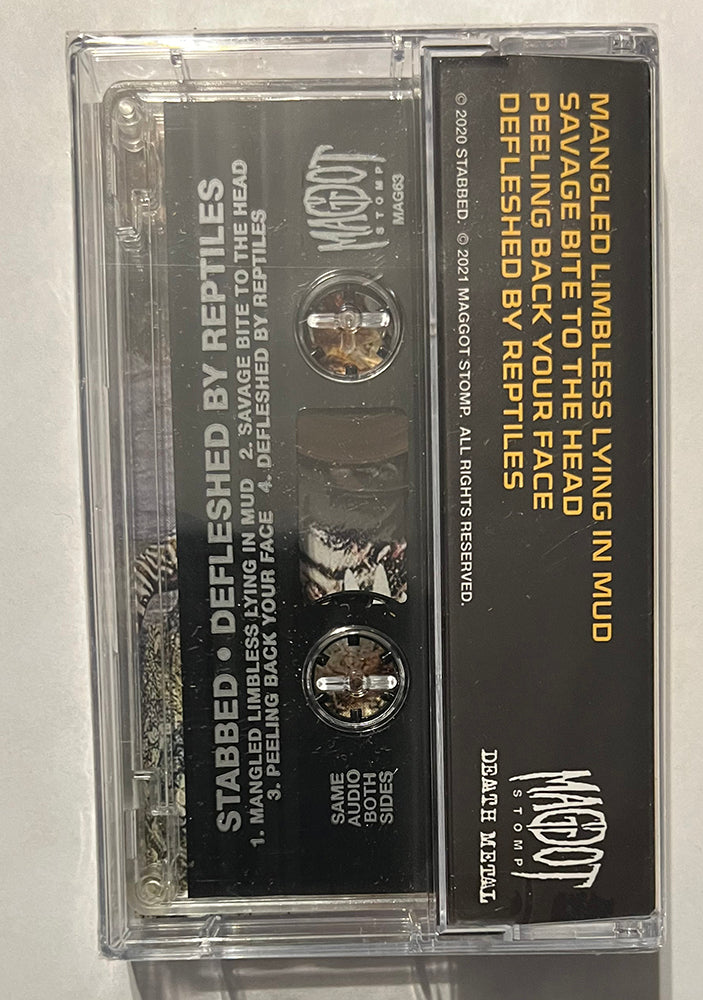 STABBED • DEFLESHED BY REPTILES
1. MANGLED LIMBLESS LYING IN MUD 2. SAVAGE BITE TO THE HEAD
3. PEELING BACK YOUR FACE 4. DEFLESHED BY REPTILES
MAGGOT
STOMP
MAG63
SAME
AUDIO
BOTH
SIDES
MANGLED LIMBLESS LYING IN MUD
SAVAGE BITE TO THE HEAD
PEELING BACK YOUR FACE
DEFLESHED BY REPTILES
© 2020 STABBED. © 2021 MAGGOT STOMP. ALL RIGHTS RESERVED.
MAGGOT
STOMP
DEATH METAL